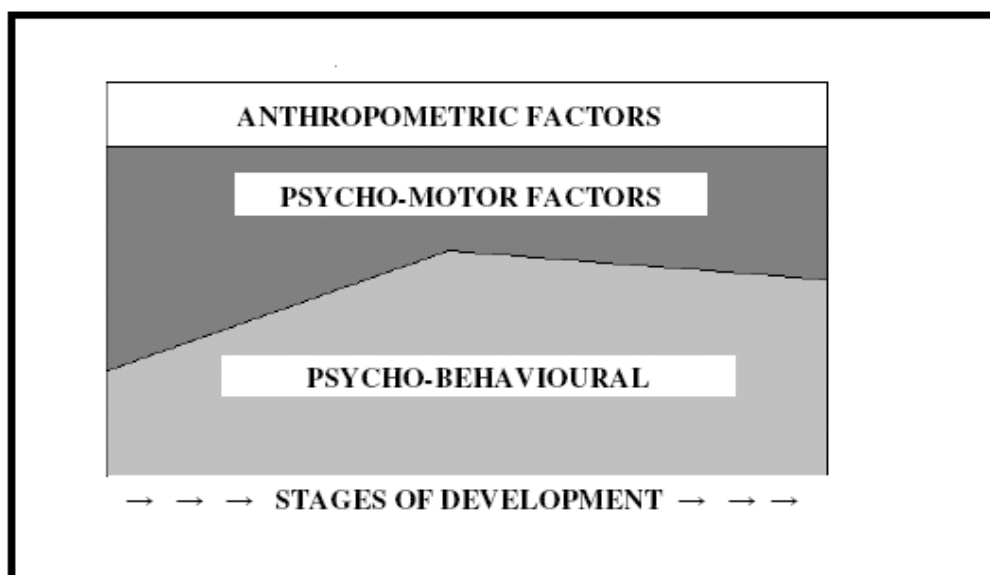 ANTHROPOMETRIC FACTORS
PSYCHO-MOTOR FACTORS
PSYCHO-BEHAVIOURAL
→ → → STAGES OF DEVELOPMENT → → →